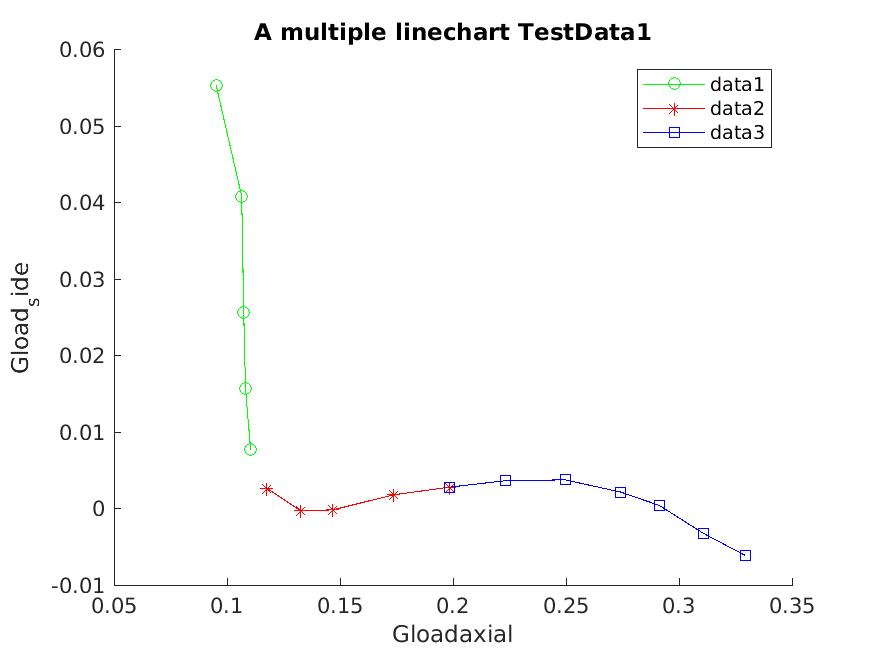 A multiple linechart TestData1
0.06
0.05
0.04
0.03
0.02
0.01
0
-0.01
Gload_side
data1
data2
data3
0.05 0.1 0.15 0.2 0.25 0.3 0.35
Gloadaxial